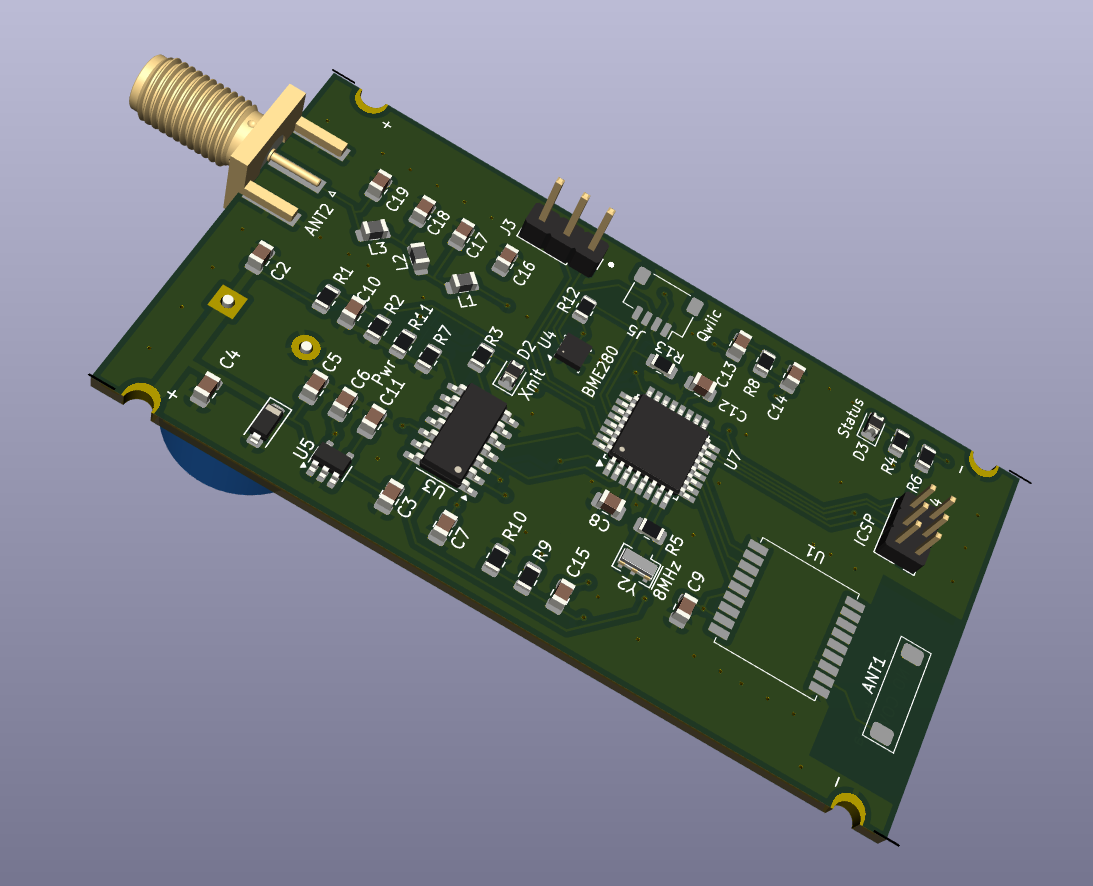 +
C19
C18
C17
C16
ANT2
L3
L2
L1
J3
C2
R1
C10
R2
R11
R7
R3
D2
Xmit
R12
U4
BME280
J5
Qwiic
R13
C13
R8
C14
C12
C4
+
C5
C6
Pwr
C11
U5
U3
C3
C7
U7
Status
D3
R4
R6
-
ICSP
C8
R5
R10
R9
C15
Y2
8MHz
C9
U1
ANT1
-